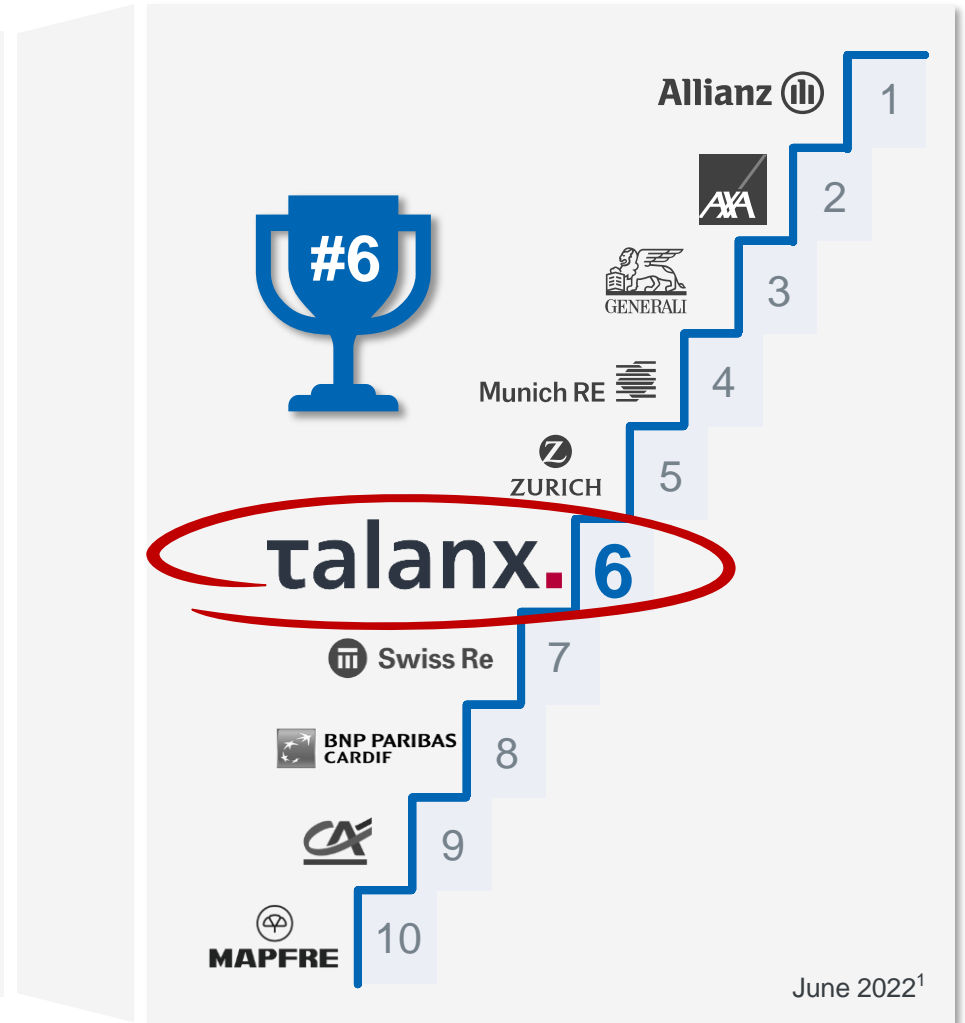 Allianz
1
AXA
2
GENERALI
3
Munich RE
4
#6
ZURICH
5
talanx.
6
Swiss Re
7
BNP PARIBAS
CARDIF
8
CA
9
MAPFRE
10
June 2022¹